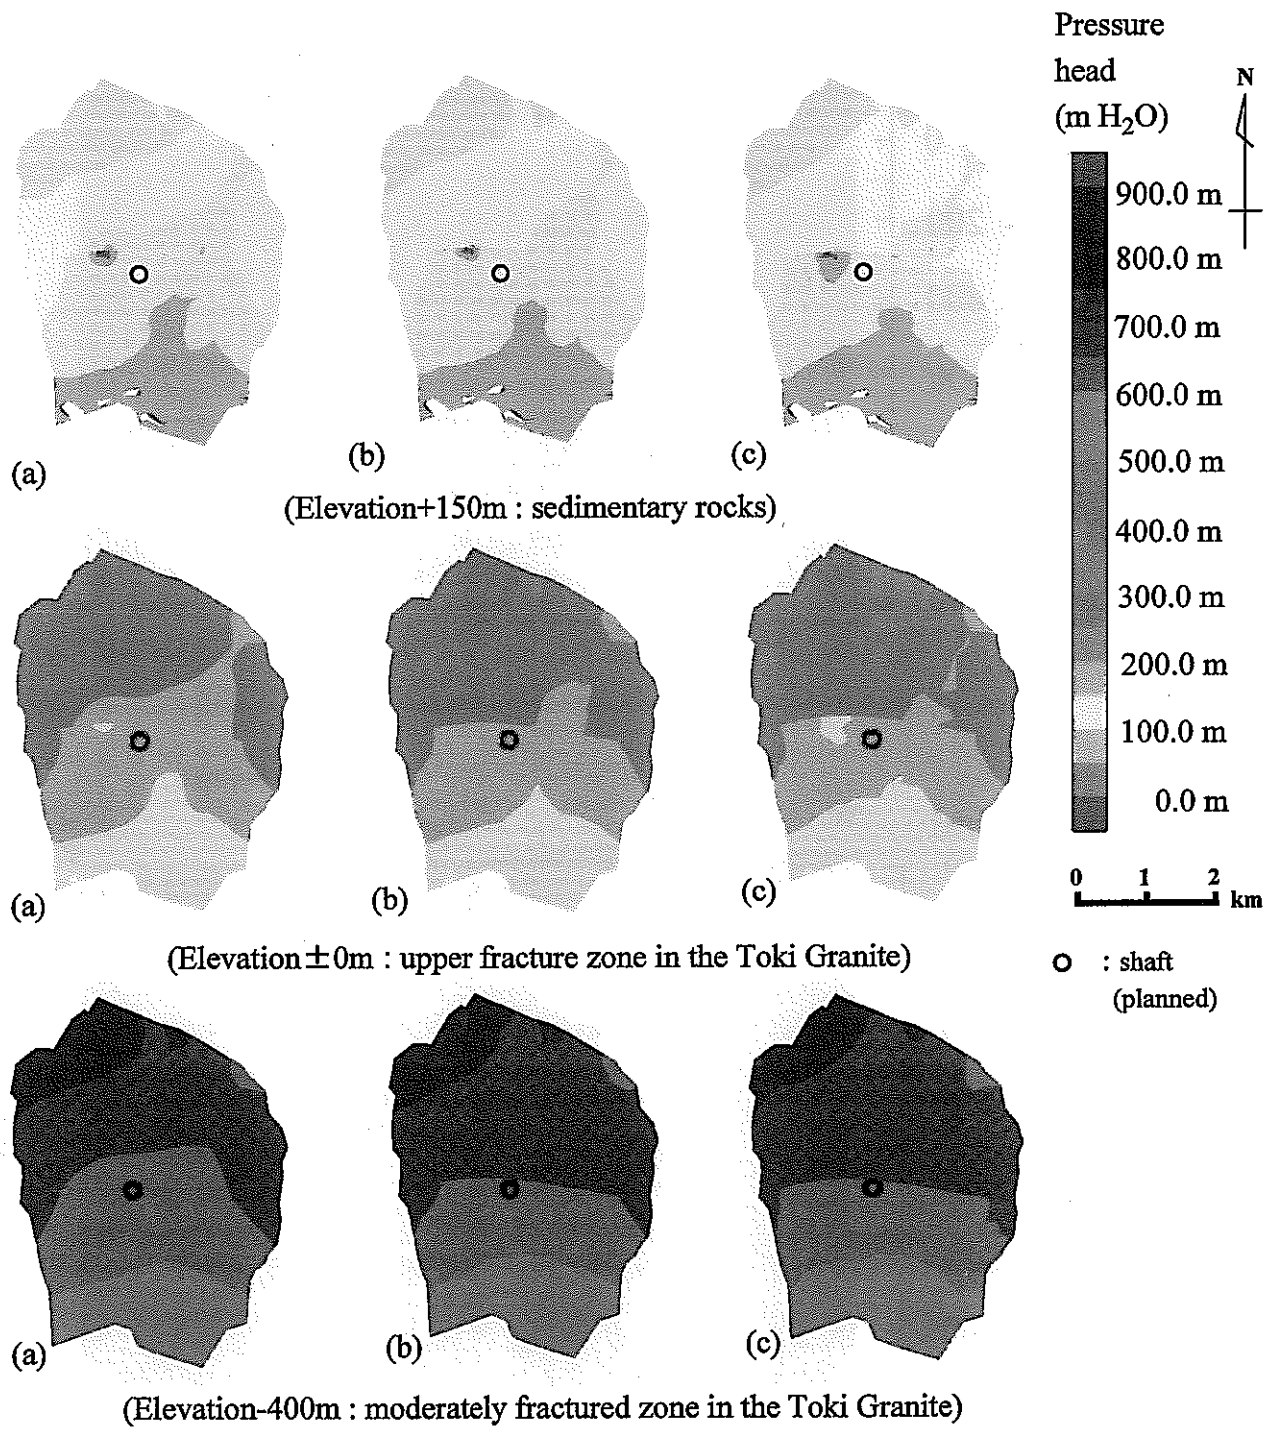 Pressure
head
(m H₂O)
N
900.0 m
800.0 m
700.0 m
600.0 m
500.0 m
400.0 m
300.0 m
200.0 m
100.0 m
0.0 m
0 1 2
km
: shaft
(planned)
(a)
(b)
(c)
(Elevation+150m : sedimentary rocks)
(a)
(b)
(c)
(Elevation±0m : upper fracture zone in the Toki Granite)
(a)
(b)
(c)
(Elevation-400m : moderately fractured zone in the Toki Granite)